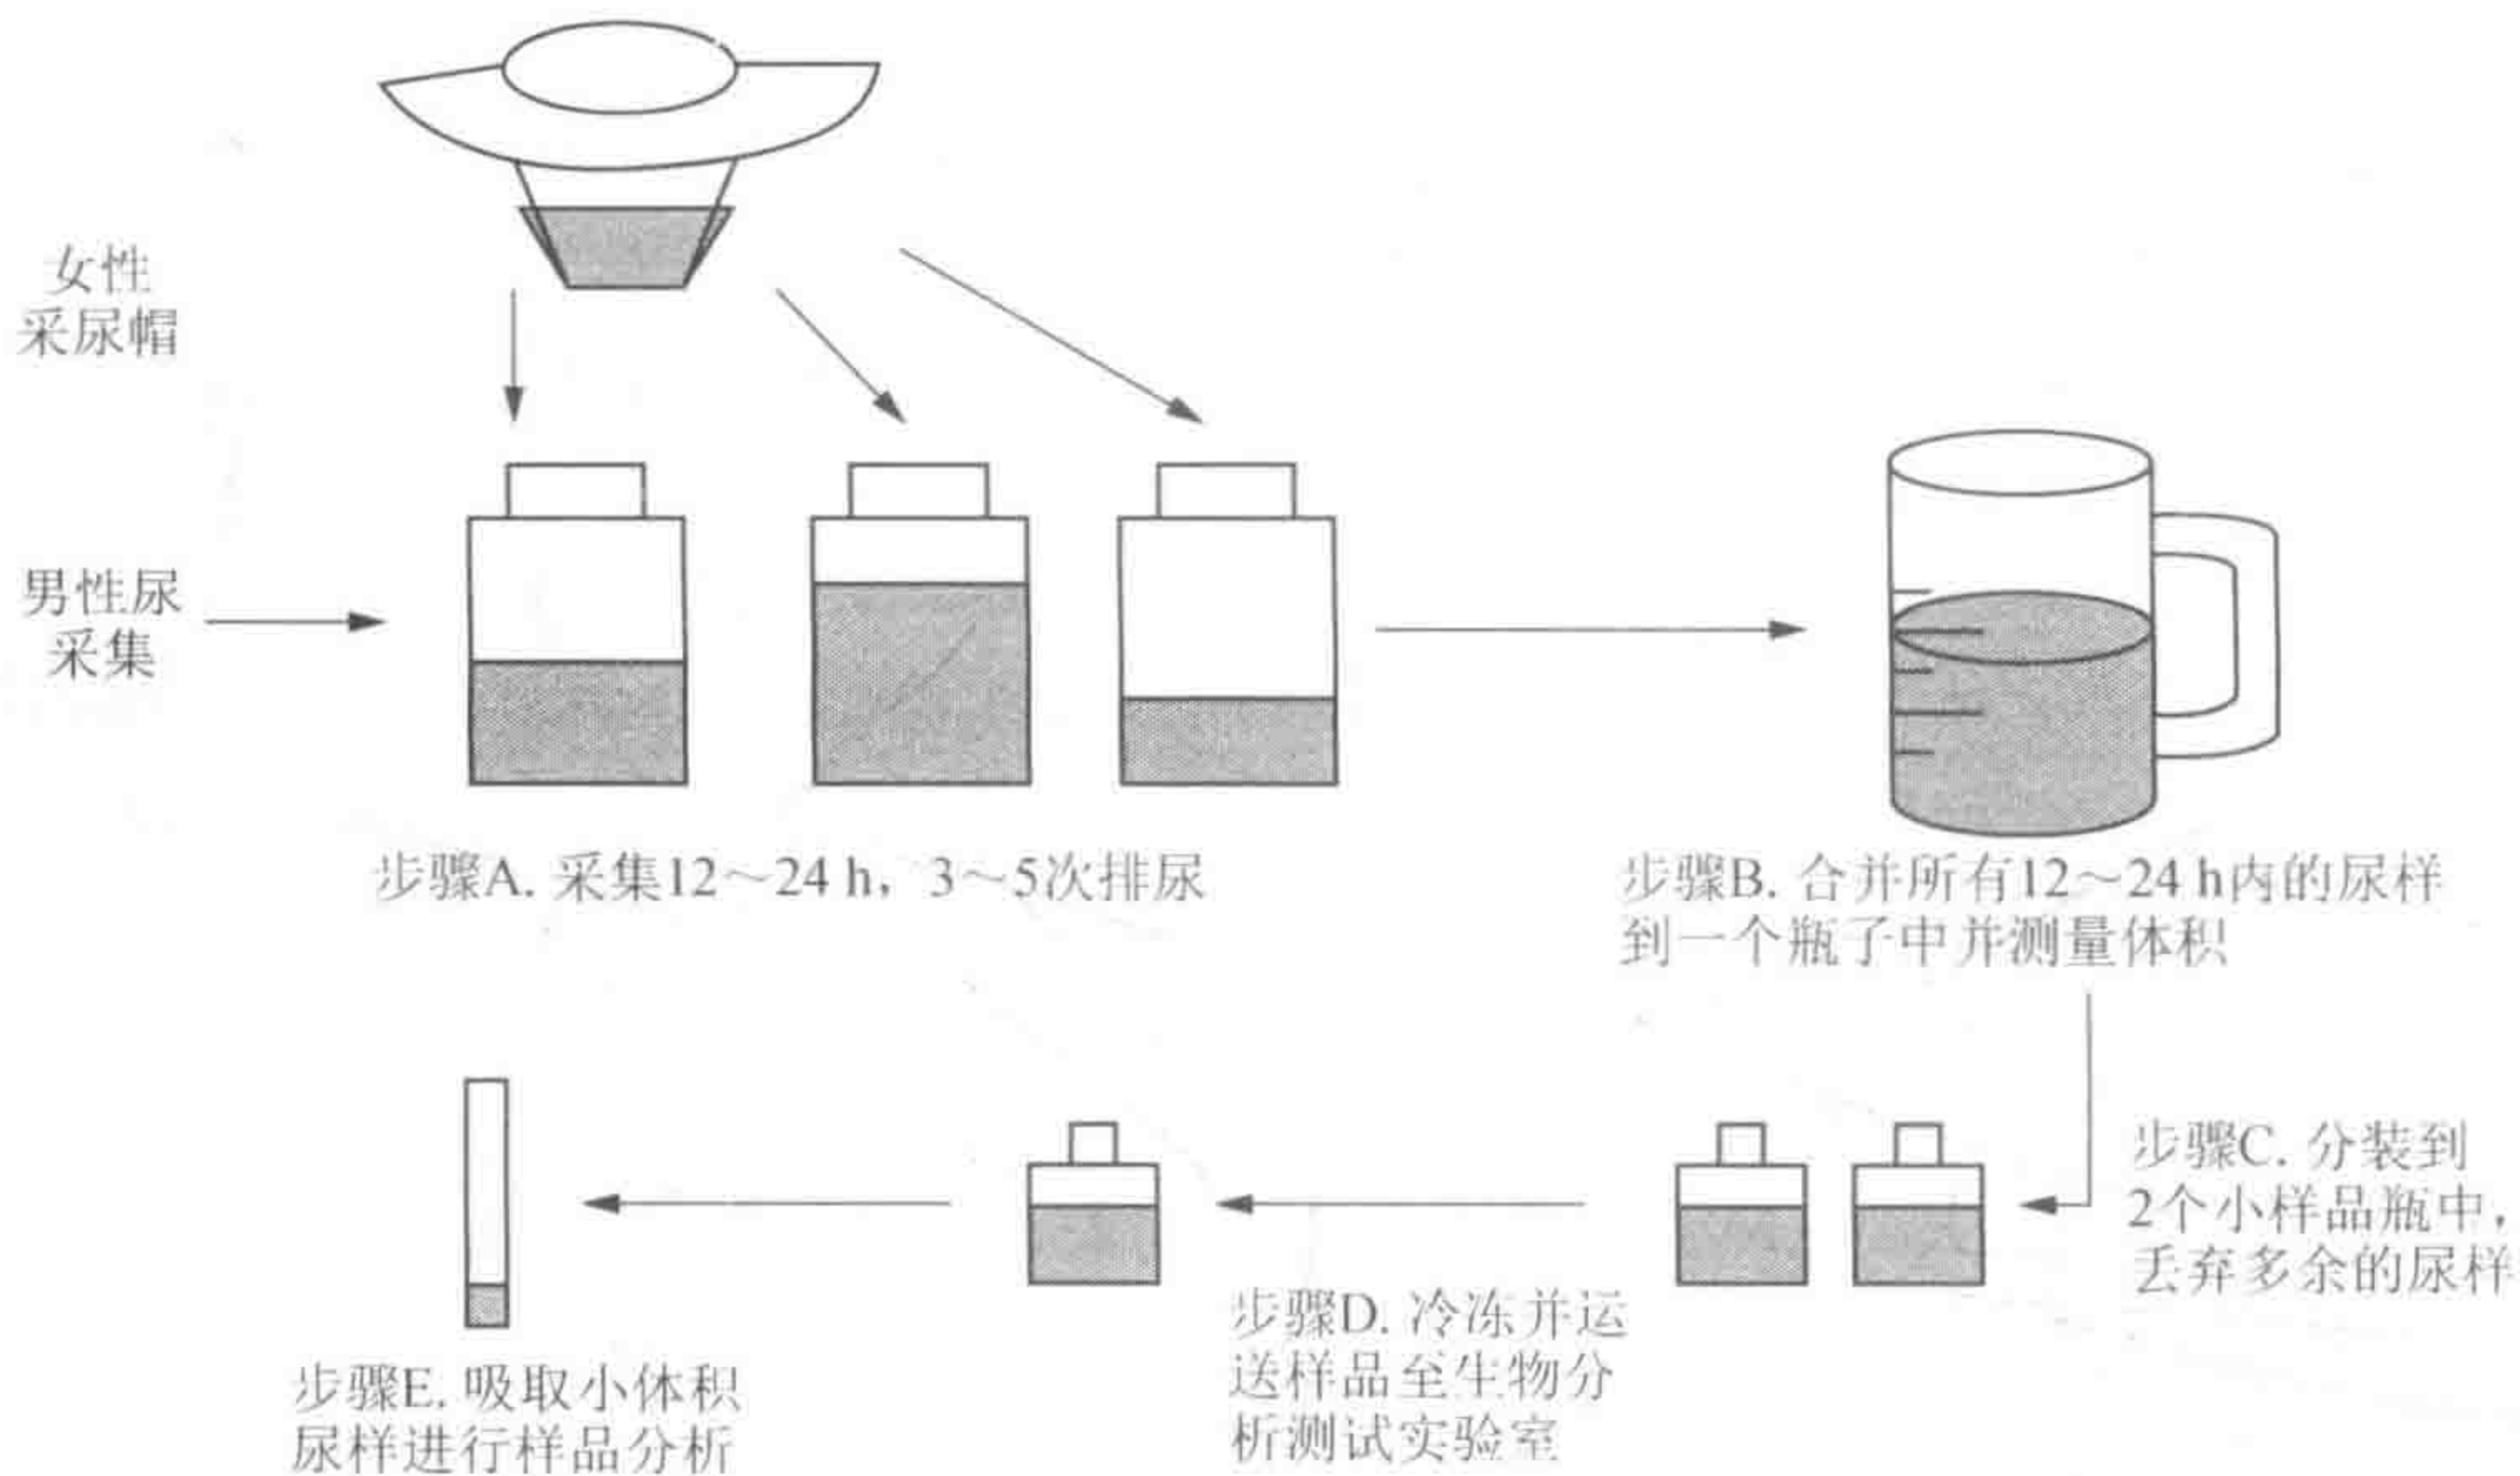 女性
采尿帽
男性尿
采集
步骤A. 采集12～24 h，3～5次排尿
步骤B. 合并所有12～24 h内的尿样
到一个瓶子中并测量体积
步骤C. 分装到
2个小样品瓶中，
丢弃多余的尿样
步骤D. 冷冻并运
送样品至生物分
析测试实验室
步骤E. 吸取小体积
尿样进行样品分析